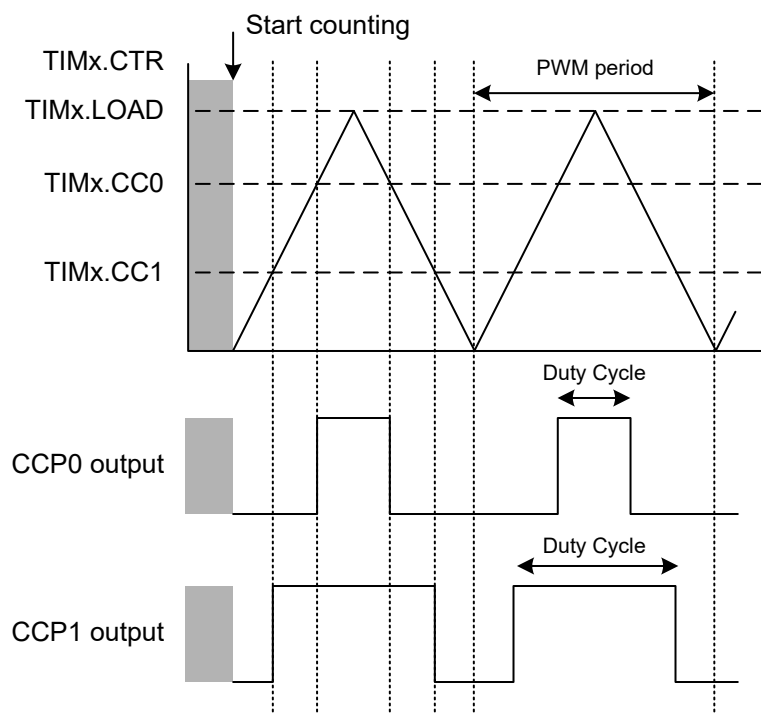 Start counting
TIMx.CTR
PWM period
TIMx.LOAD
TIMx.CC0
TIMx.CC1
Duty Cycle
CCP0 output
Duty Cycle
CCP1 output